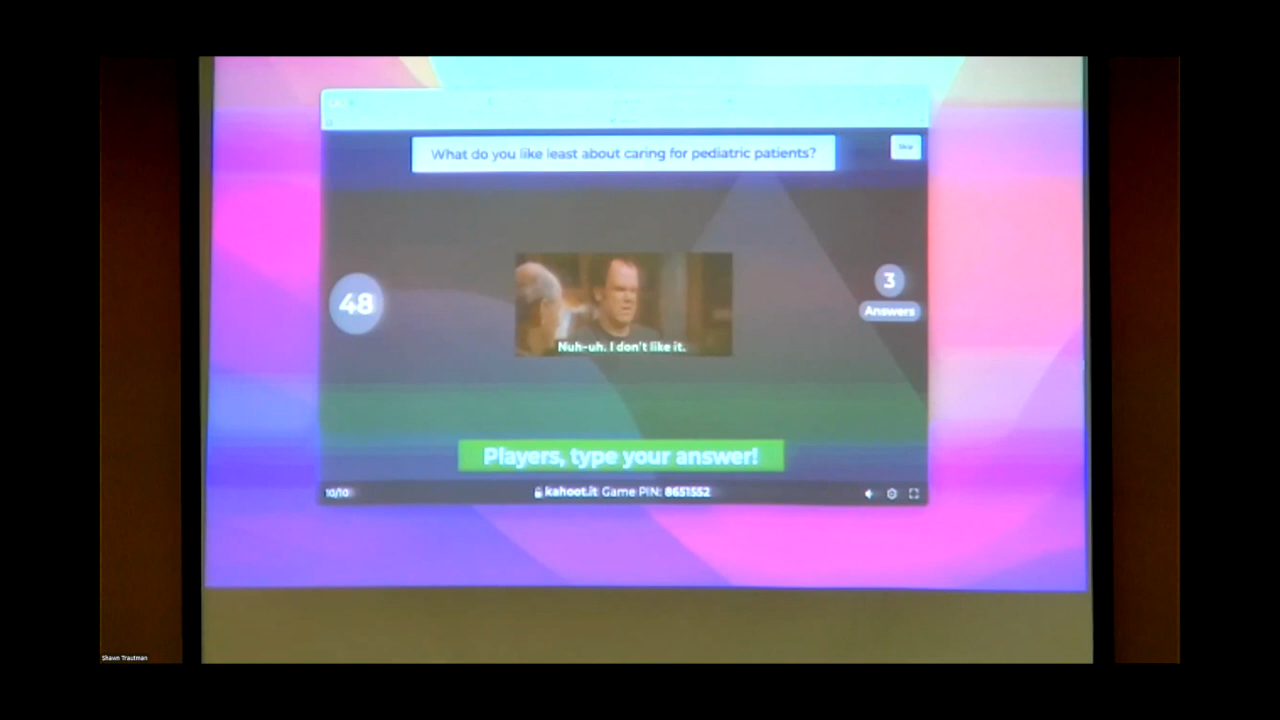 What do you like least about caring for pediatric patients?
Skip
48
3
Answers
Nuh-uh. I don't like it.
Players, type your answer!
10/10
kahoot.it Game PIN: 8651552
Shawn Trautman